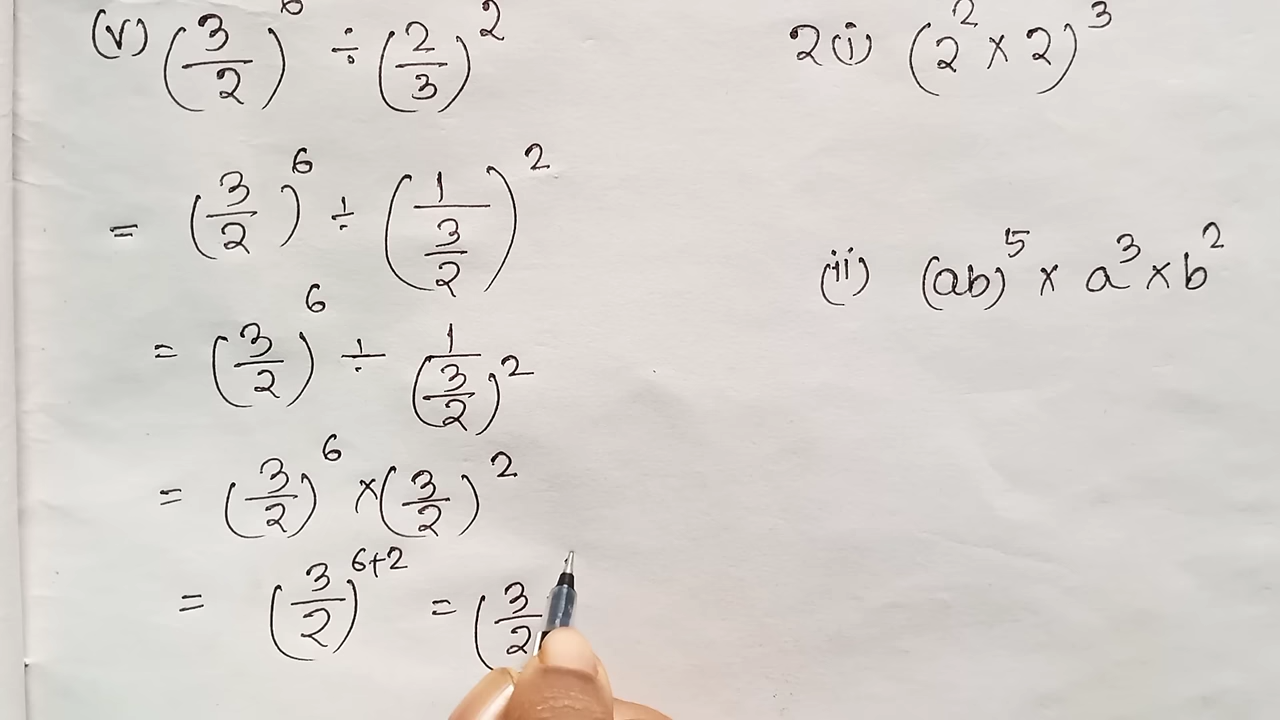 (v) (3/2)^6 ÷ (2/3)^2
= (3/2)^6 ÷ (1/(3/2))^2
= (3/2)^6 ÷ 1/(3/2)^2
= (3/2)^6 × (3/2)^2
= (3/2)^(6+2) = (3/2
2(i) (2^2 × 2)^3
(ii) (ab)^5 × a^3 × b^2